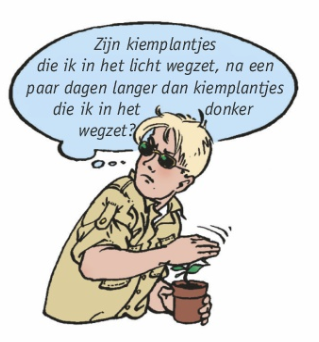 Zijn kiemplantjes
die ik in het licht wegzet, na een
paar dagen langer dan kiemplantjes
die ik in het donker
wegzet?